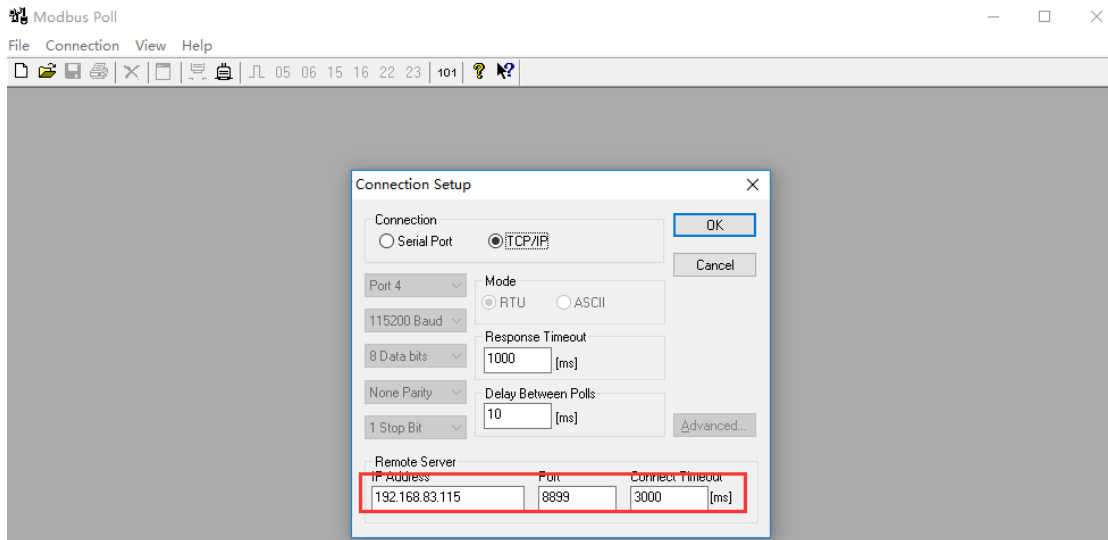 Modbus Poll
File Connection View Help
05 06 15 16 22 23 101
Connection Setup
Connection
Serial Port TCP/IP
OK
Cancel
Port 4
Mode
RTU ASCII
115200 Baud
Response Timeout
1000 [ms]
8 Data bits
None Parity
Delay Between Polls
10 [ms]
1 Stop Bit
Advanced...
Remote Server
IP Address Port Connect Timeout
192.168.83.115 8899 3000 [ms]